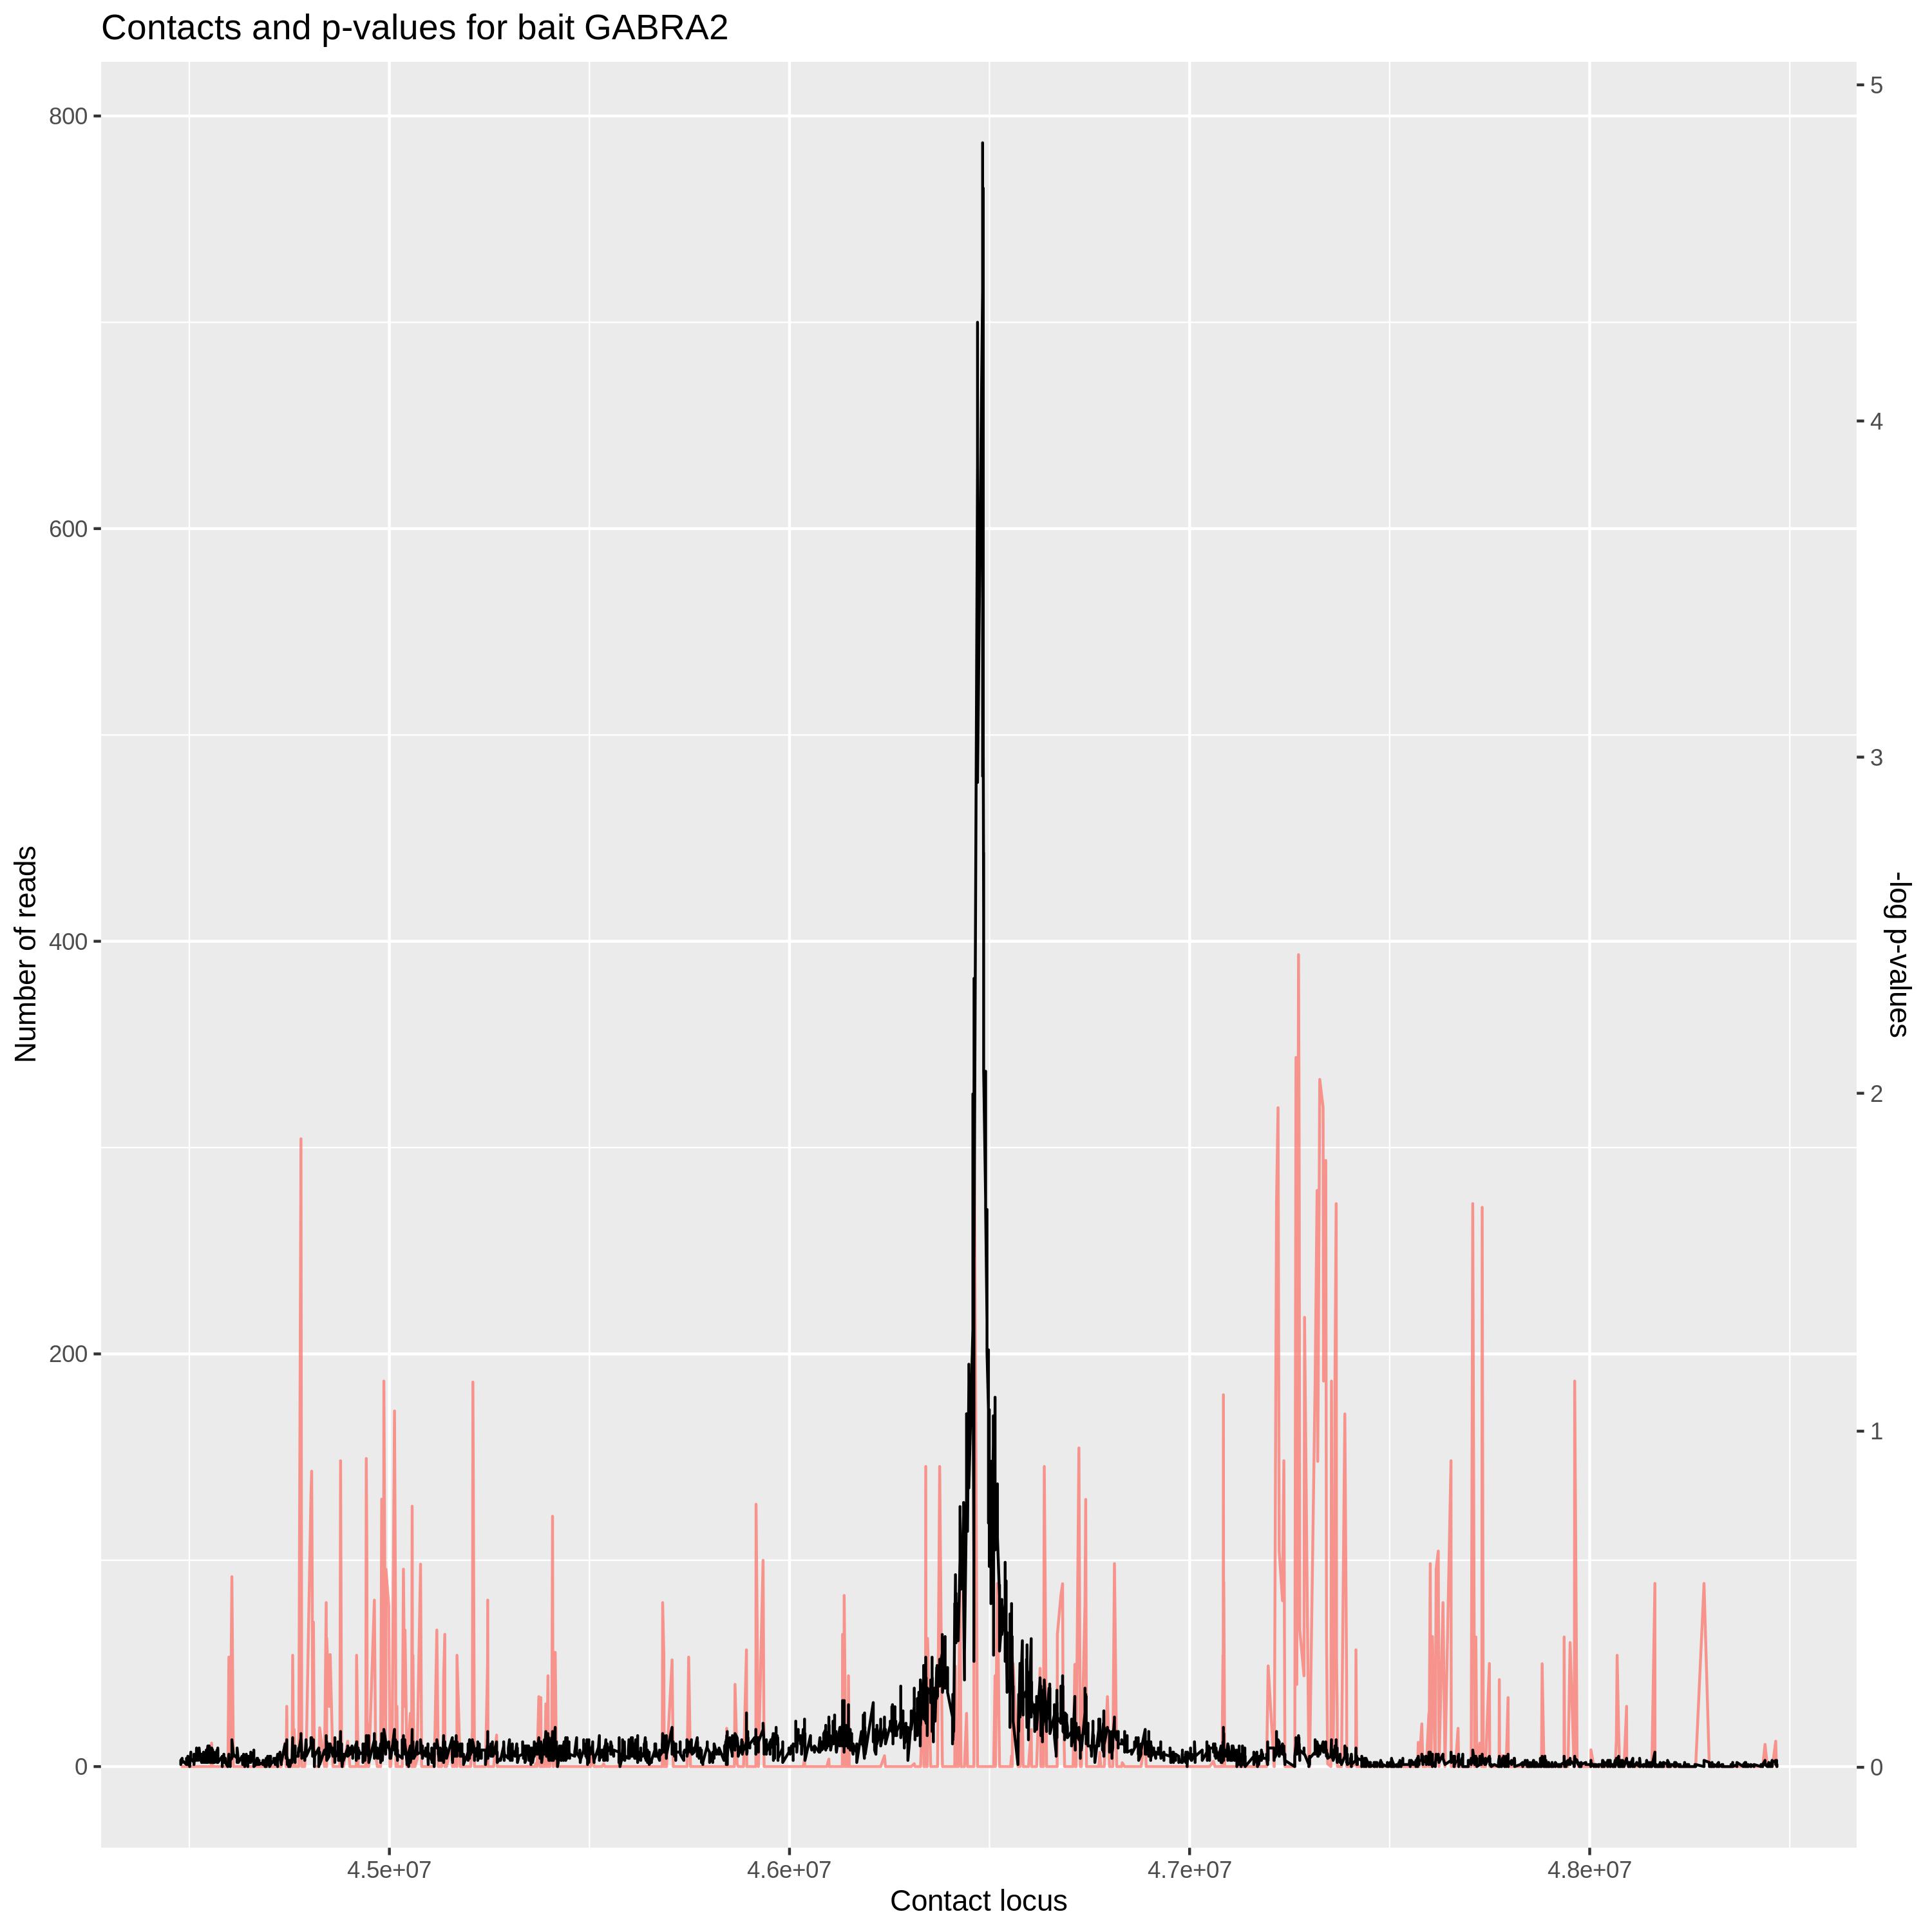 Contacts and p-values for bait GABRA2
Number of reads
800
600
400
200
0
5
4
3
2
1
0
-log p-values
4.5e+07
4.6e+07
4.7e+07
4.8e+07
Contact locus